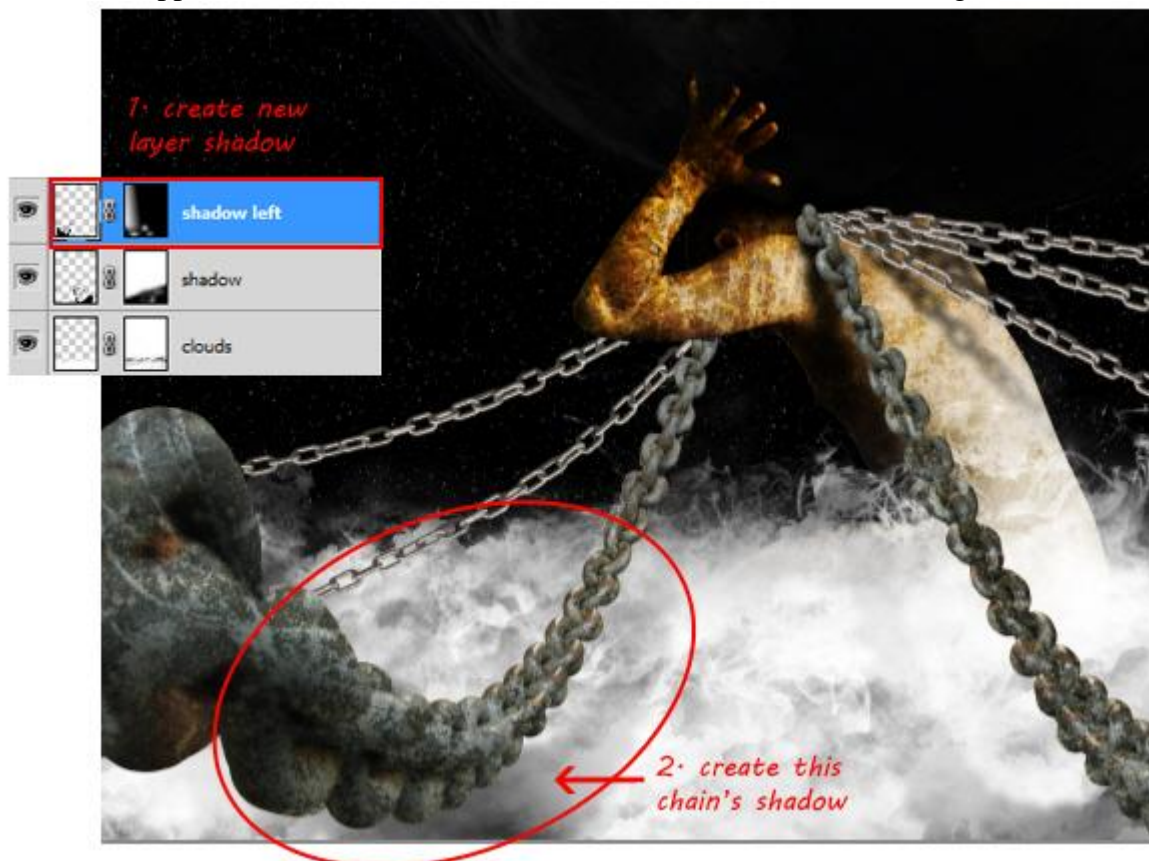 1. create new
layer shadow
shadow left
shadow
clouds
2. create this
chain's shadow